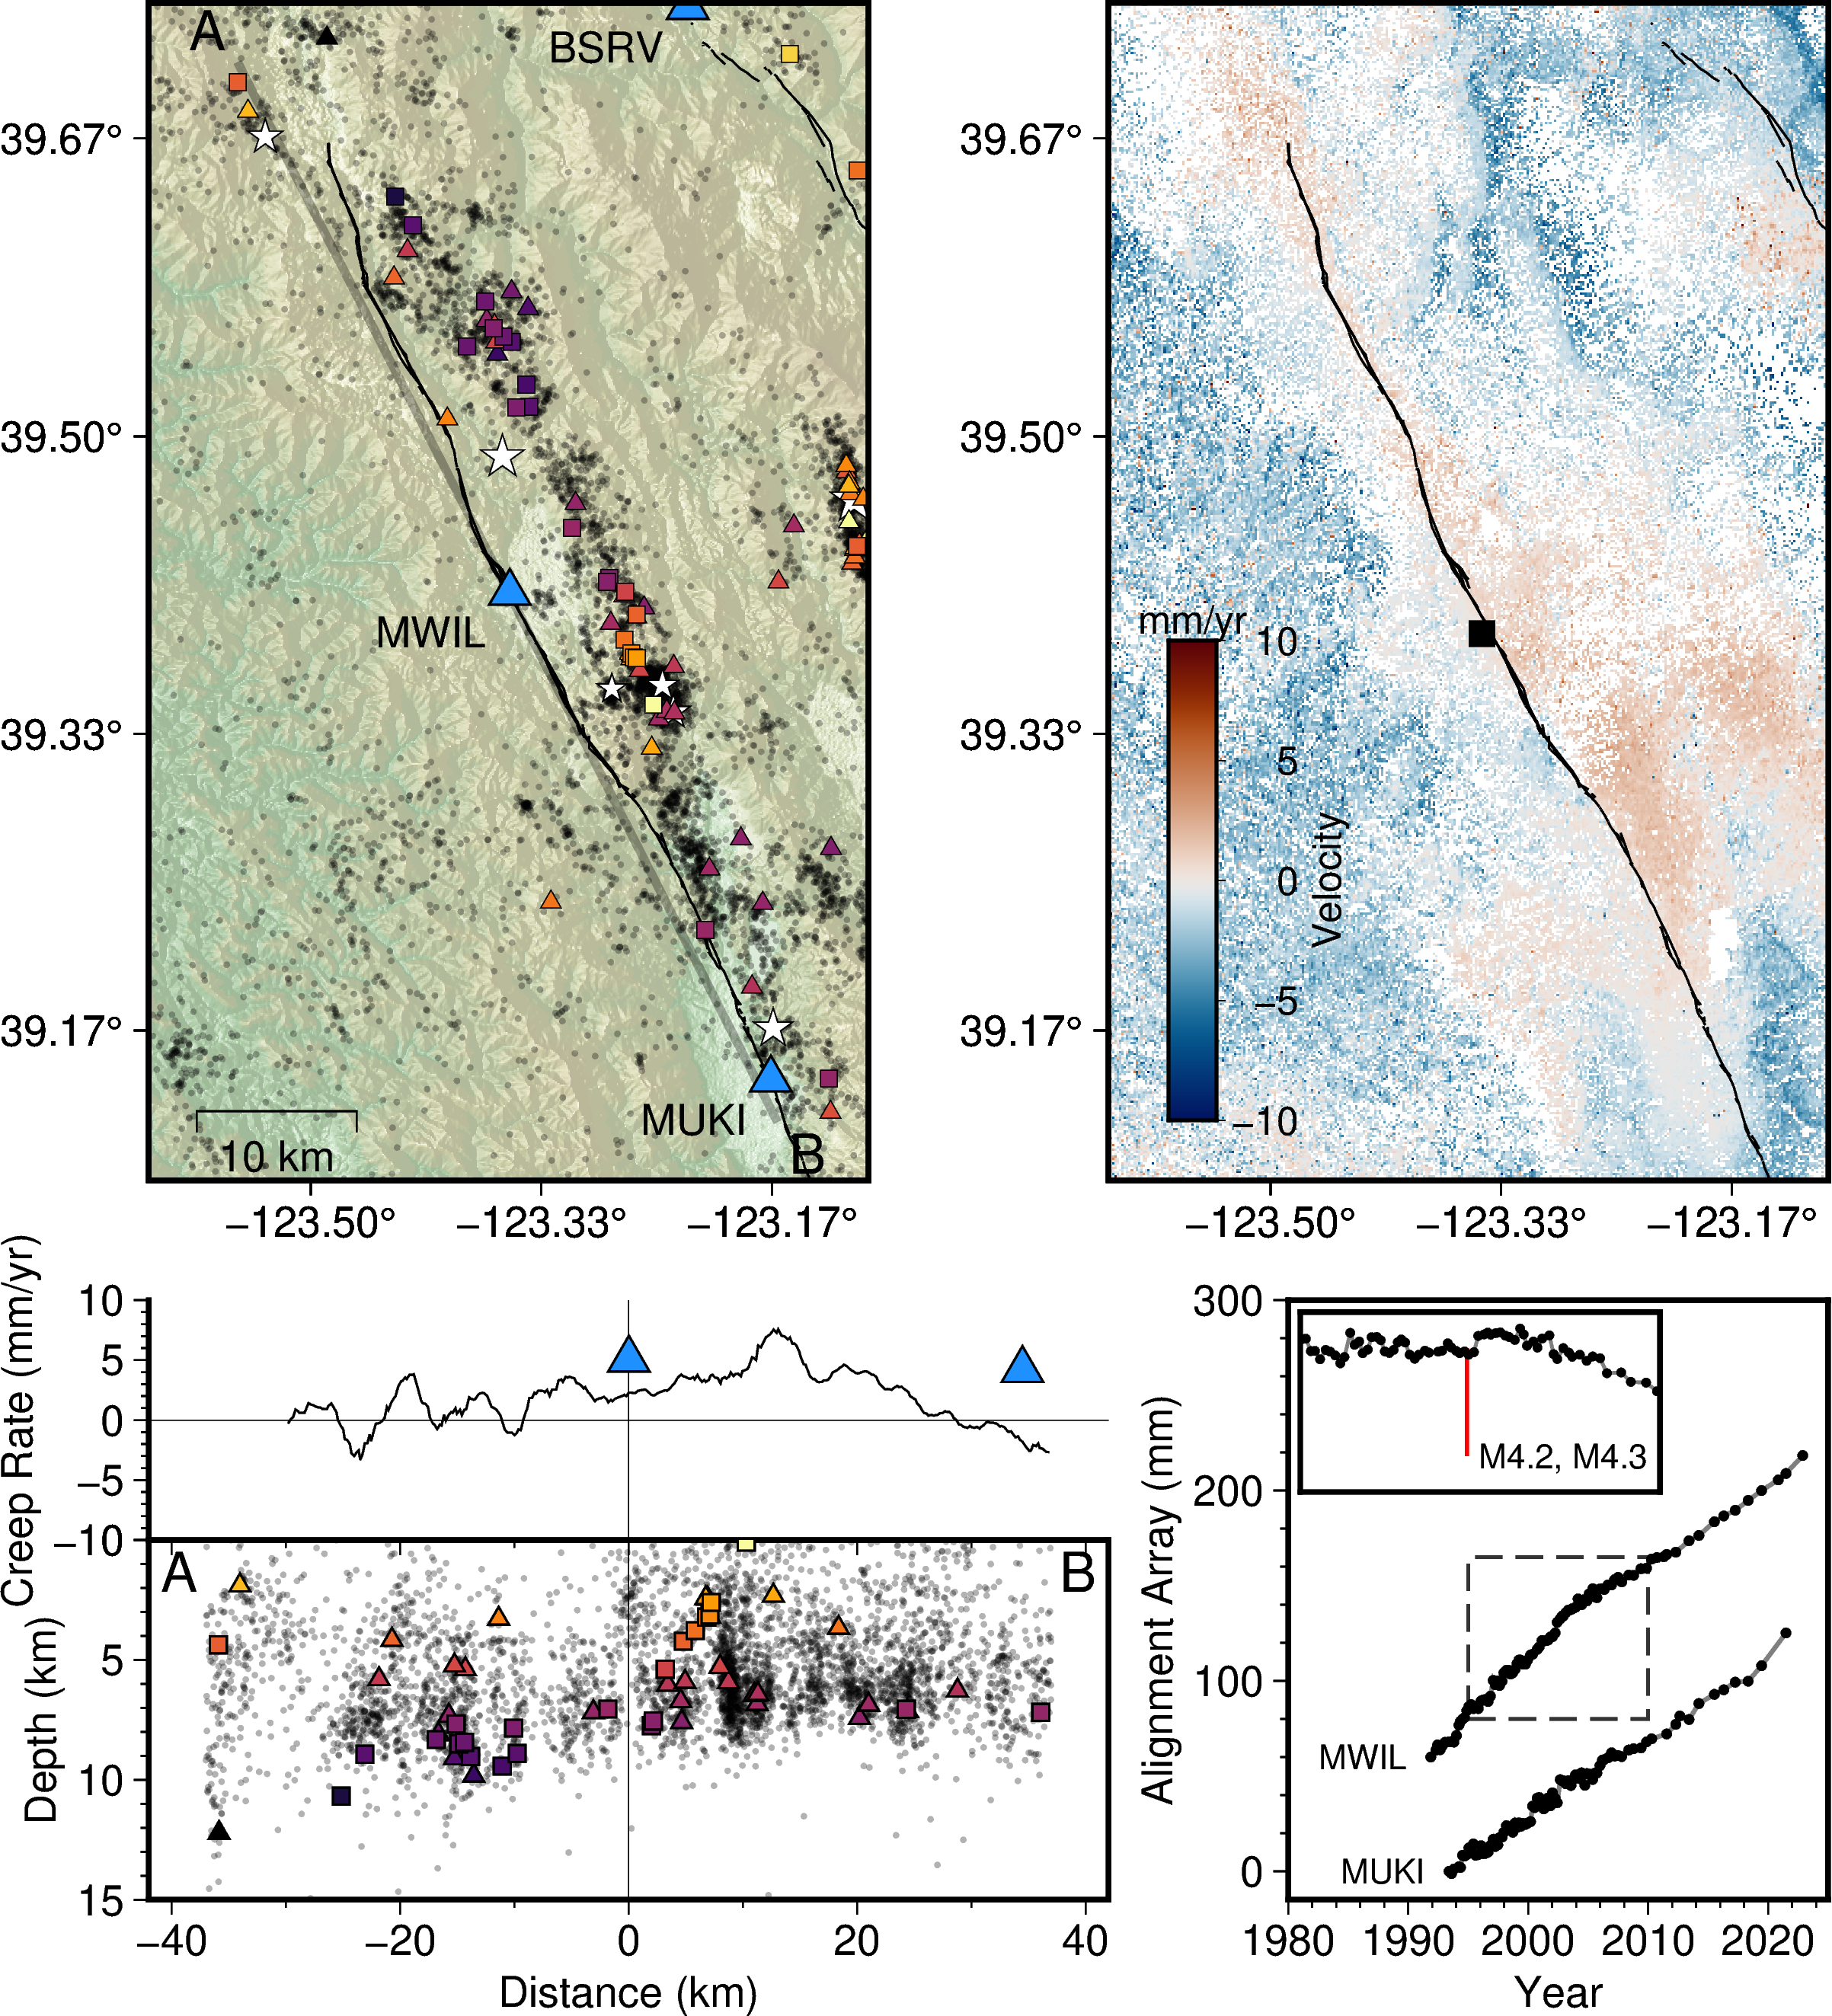 A
BSRV
39.67°
39.50°
39.33°
39.17°
MWIL
MUKI
B
10 km
−123.50°
−123.33°
−123.17°
39.67°
39.50°
39.33°
39.17°
mm/yr
10
5
0
−5
−10
Velocity
−123.50°
−123.33°
−123.17°
Creep Rate (mm/yr)
10
5
0
−5
−10
A
B
Depth (km)
5
10
15
−40
−20
0
20
40
Distance (km)
Alignment Array (mm)
300
200
100
0
M4.2, M4.3
MWIL
MUKI
1980
1990
2000
2010
2020
Year